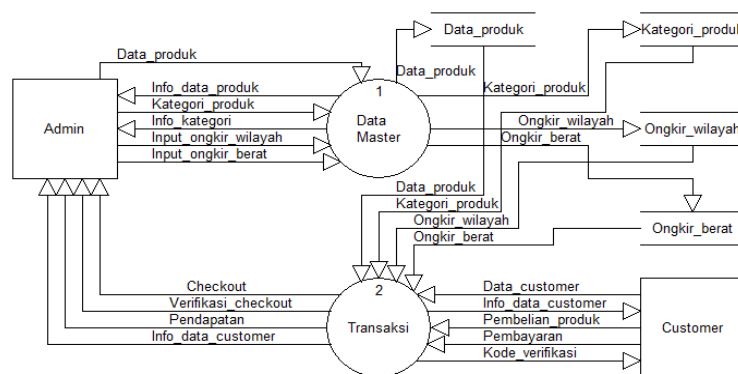 Data_produk
Data_produk
Kategori_produk
Info_data_produk
Kategori_produk
Info_kategori
Input_ongkir_wilayah
Input_ongkir_berat
Admin
1
Data
Master
Data_produk
Kategori_produk
Ongkir_wilayah
Ongkir_berat
Ongkir_wilayah
Data_produk
Kategori_produk
Ongkir_wilayah
Ongkir_berat
Ongkir_berat
Checkout
Verifikasi_checkout
Pendapatan
Info_data_customer
2
Transaksi
Data_customer
Info_data_customer
Pembelian_produk
Pembayaran
Kode_verifikasi
Customer